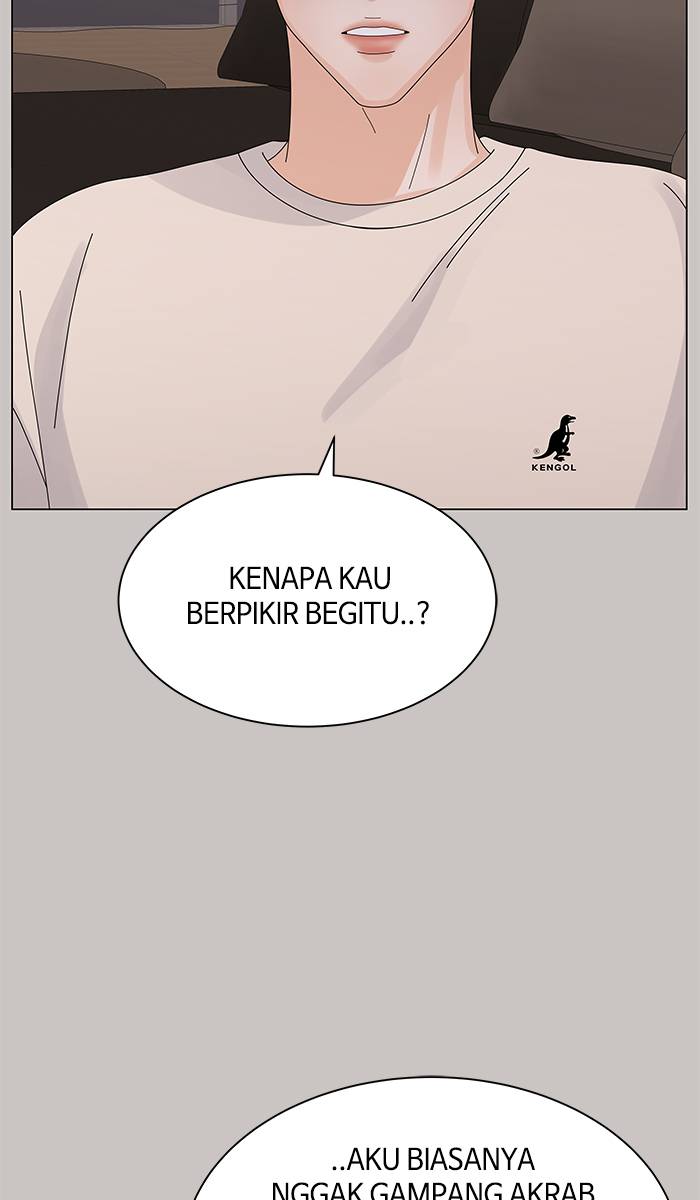 ®
KENGOL
KENAPA KAU
BERPIKIR BEGITU..?
..AKU BIASANYA
NGGAK GAMPANG AKRAB